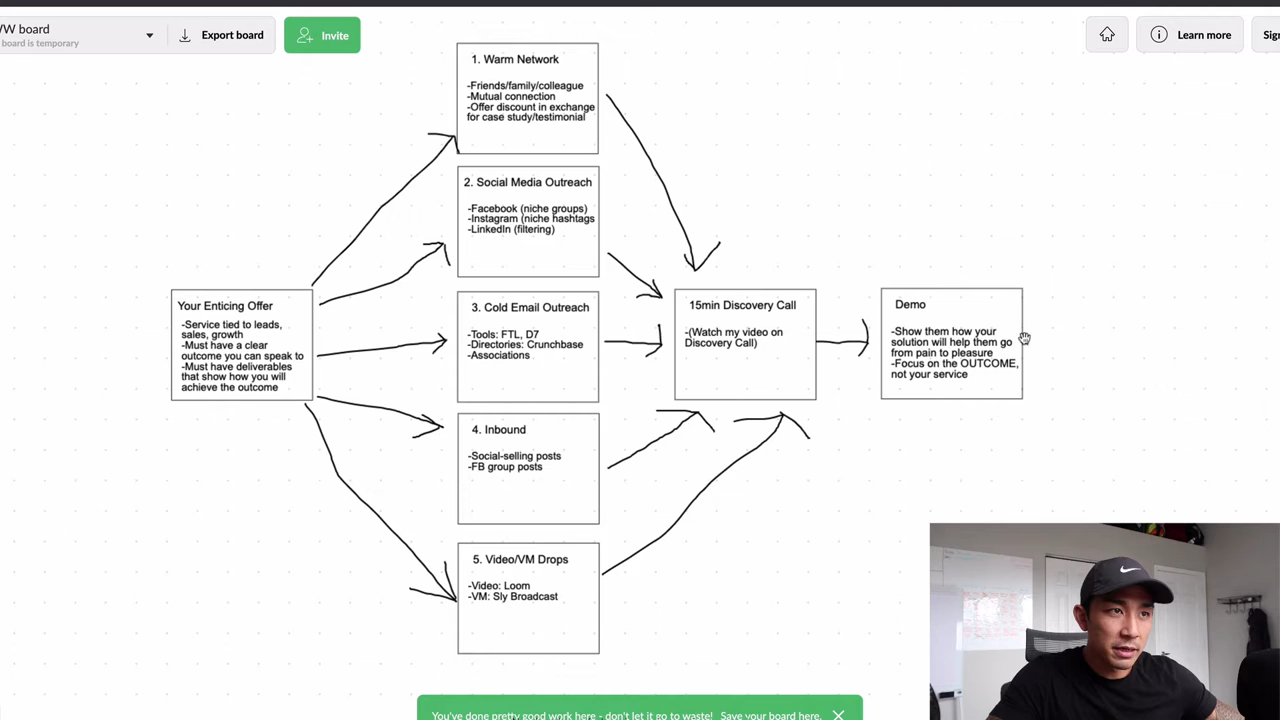 VW board
board is temporary
Export board
Invite
Learn more
Sign
1. Warm Network
-Friends/family/colleague
-Mutual connection
-Offer discount in exchange
for case study/testimonial
2. Social Media Outreach
-Facebook (niche groups)
-Instagram (niche hashtags
-LinkedIn (filtering)
Your Enticing Offer
-Service tied to leads,
sales, growth
-Must have a clear
outcome you can speak to
-Must have deliverables
that show how you will
achieve the outcome
3. Cold Email Outreach
-Tools: FTL, D7
-Directories: Crunchbase
-Associations
15min Discovery Call
-(Watch my video on
Discovery Call)
Demo
-Show them how your
solution will help them go
from pain to pleasure
-Focus on the OUTCOME,
not your service
4. Inbound
-Social-selling posts
-FB group posts
5. Video/VM Drops
-Video: Loom
-VM: Sly Broadcast
You've done pretty good work here - don't let it go to waste! Save your board here.